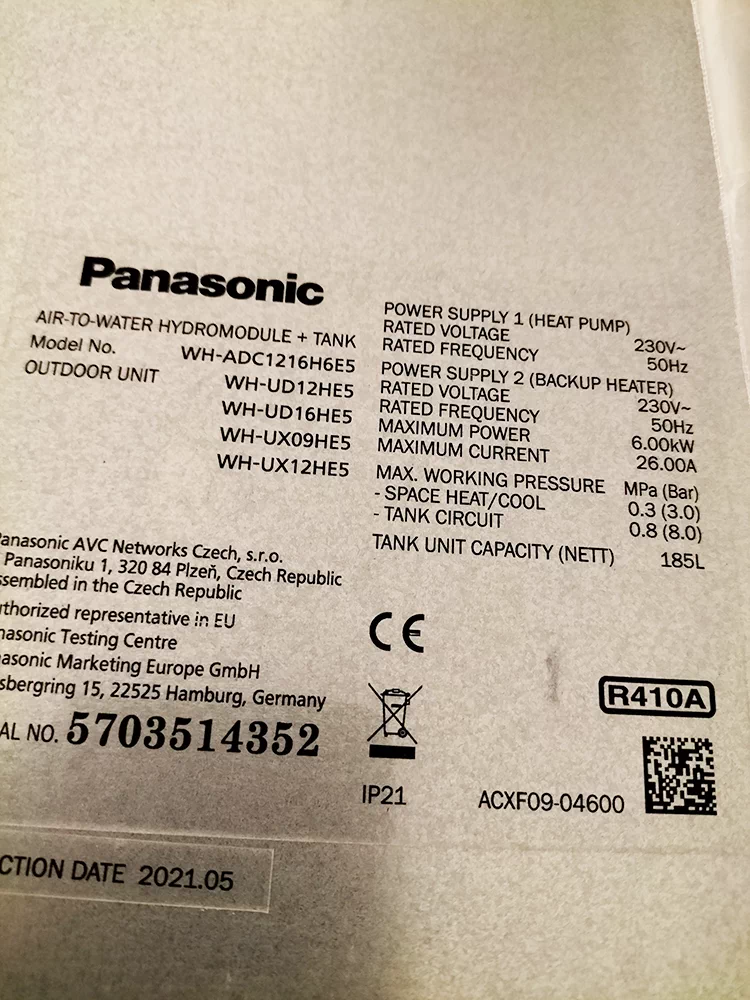 Panasonic
AIR-TO-WATER HYDROMODULE + TANK
Model No. WH-ADC1216H6E5
OUTDOOR UNIT WH-UD12HE5
WH-UD16HE5
WH-UX09HE5
WH-UX12HE5
POWER SUPPLY 1 (HEAT PUMP)
RATED VOLTAGE 230V~
RATED FREQUENCY 50Hz
POWER SUPPLY 2 (BACKUP HEATER)
RATED VOLTAGE 230V~
RATED FREQUENCY 50Hz
MAXIMUM POWER 6.00kW
MAXIMUM CURRENT 26.00A
MAX. WORKING PRESSURE MPa (Bar)
- SPACE HEAT/COOL 0.3 (3.0)
- TANK CIRCUIT 0.8 (8.0)
TANK UNIT CAPACITY (NETT) 185L
anasonic AVC Networks Czech, s.r.o.
Panasoniku 1, 320 84 Plzeň, Czech Republic
ssembled in the Czech Republic
uthorized representative in EU
nasonic Testing Centre
nasonic Marketing Europe GmbH
sbergring 15, 22525 Hamburg, Germany
AL NO. 5703514352
CE
R410A
IP21
ACXF09-04600
CTION DATE 2021.05